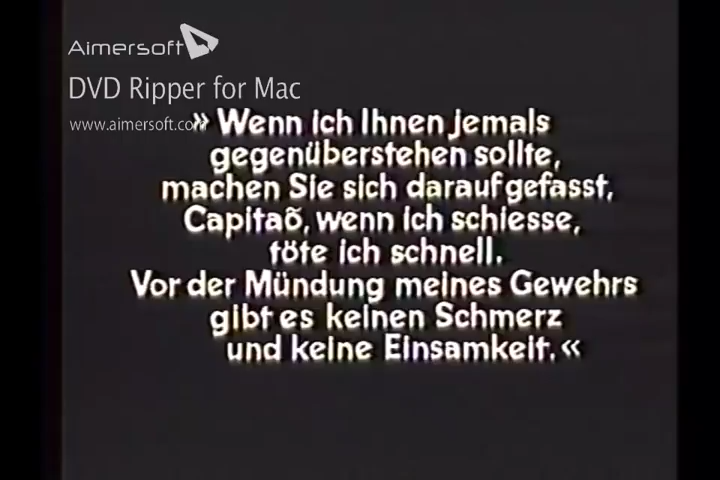 Aimersoft
DVD Ripper for Mac
www.aimersoft.com
» Wenn ich Ihnen jemals
gegenüberstehen sollte,
machen Sie sich darauf gefasst,
Capitaõ, wenn ich schiesse,
töte ich schnell.
Vor der Mündung meines Gewehrs
gibt es keinen Schmerz
und keine Einsamkeit. «